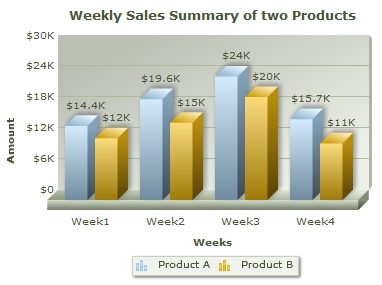 Weekly Sales Summary of two Products
$30K
$24K
$18K
$12K
$6K
$0
Amount
$14.4K
$12K
$19.6K
$15K
$24K
$20K
$15.7K
$11K
Week1 Week2 Week3 Week4
Weeks
Product A Product B